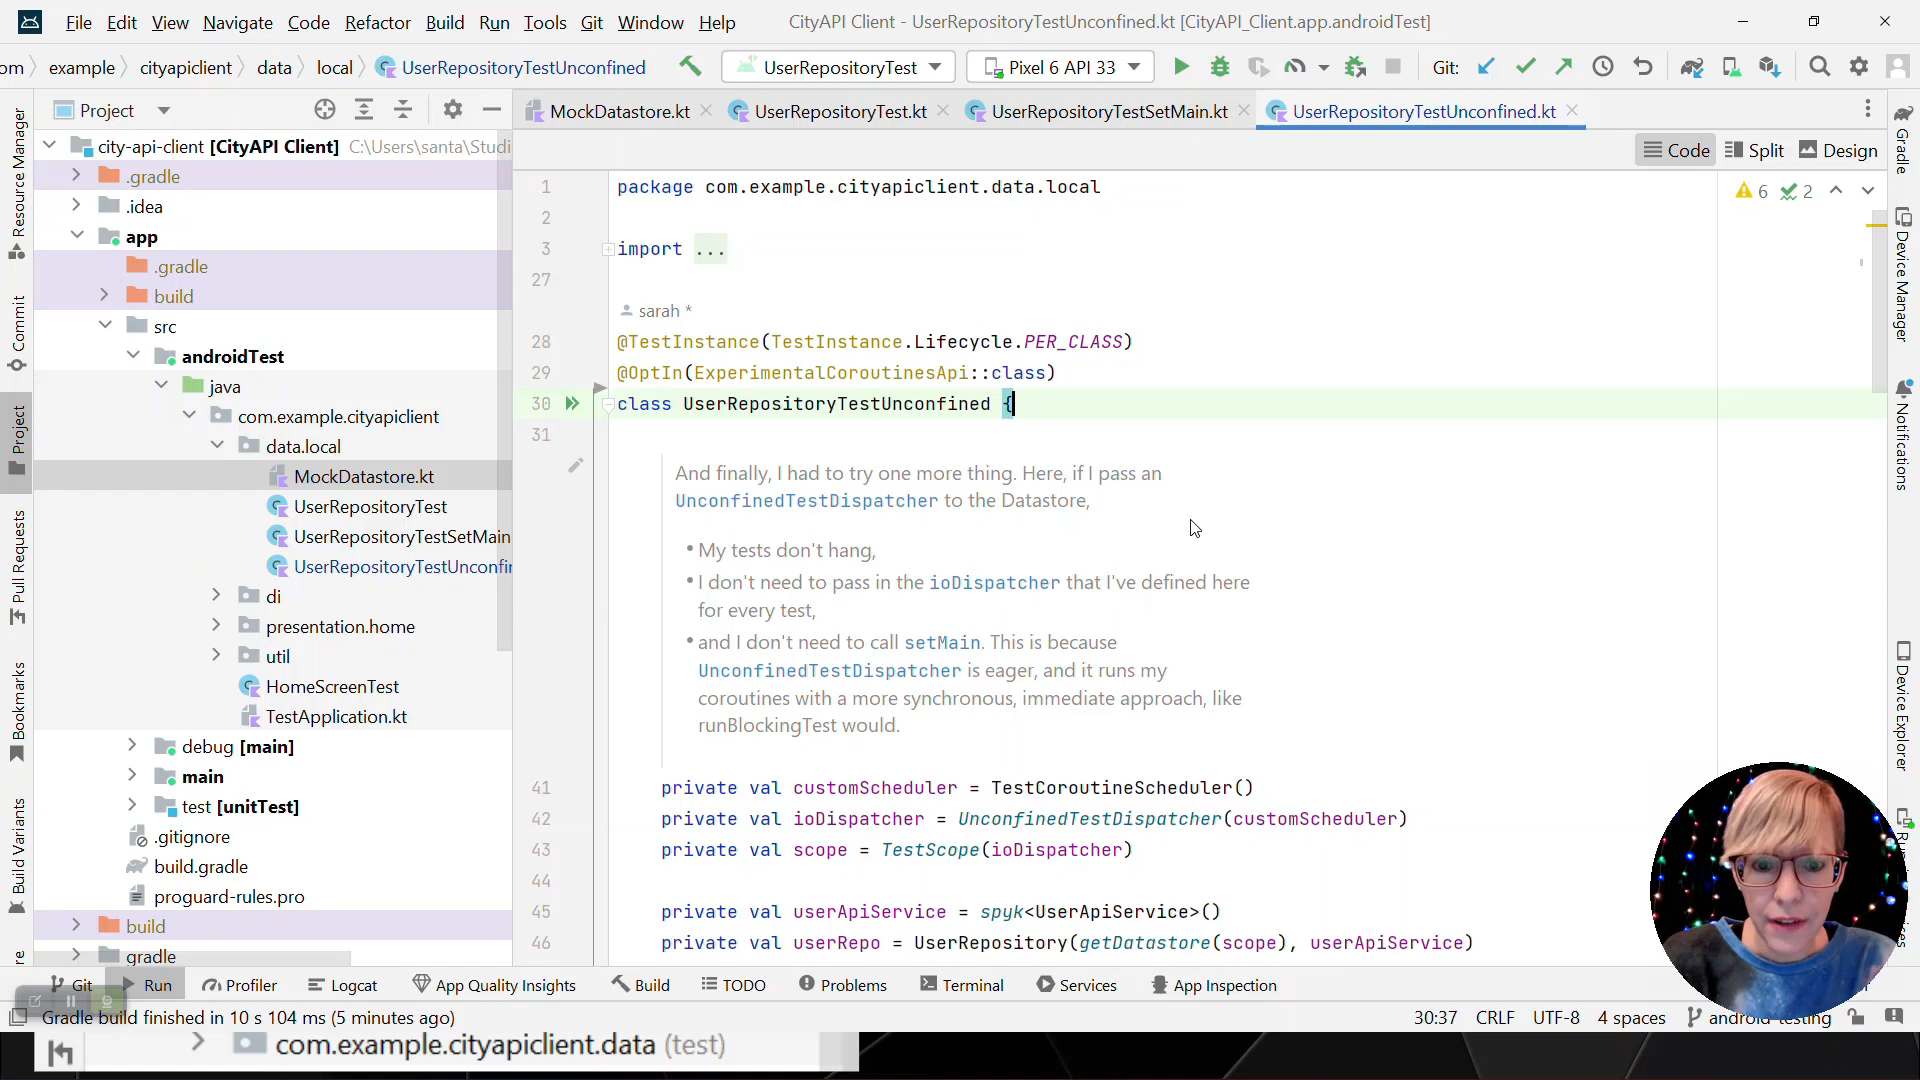 File Edit View Navigate Code Refactor Build Run Tools Git Window Help CityAPI Client - UserRepositoryTestUnconfined.kt [CityAPI_Client.app.androidTest]
om example cityapiclient data local UserRepositoryTestUnconfined UserRepositoryTest Pixel 6 API 33 Git:
Project MockDatastore.kt UserRepositoryTest.kt UserRepositoryTestSetMain.kt UserRepositoryTestUnconfined.kt
Code Split Design
Resource Manager
Commit
Project
Pull Requests
Bookmarks
Build Variants
city-api-client [CityAPI Client] C:\Users\santa\Studi
.gradle
.idea
app
.gradle
build
src
androidTest
java
com.example.cityapiclient
data.local
MockDatastore.kt
UserRepositoryTest
UserRepositoryTestSetMain
UserRepositoryTestUnconfir
di
presentation.home
util
HomeScreenTest
TestApplication.kt
debug [main]
main
test [unitTest]
.gitignore
build.gradle
proguard-rules.pro
build
gradle
6 2
1 package com.example.cityapiclient.data.local
2
3 import ...
27
sarah *
28 @TestInstance(TestInstance.Lifecycle.PER_CLASS)
29 @OptIn(ExperimentalCoroutinesApi::class)
30 class UserRepositoryTestUnconfined {
31
And finally, I had to try one more thing. Here, if I pass an
UnconfinedTestDispatcher to the Datastore,
• My tests don't hang,
• I don't need to pass in the ioDispatcher that I've defined here
for every test,
• and I don't need to call setMain. This is because
UnconfinedTestDispatcher is eager, and it runs my
coroutines with a more synchronous, immediate approach, like
runBlockingTest would.
41 private val customScheduler = TestCoroutineScheduler()
42 private val ioDispatcher = UnconfinedTestDispatcher(customScheduler)
43 private val scope = TestScope(ioDispatcher)
44
45 private val userApiService = spyk<UserApiService>()
46 private val userRepo = UserRepository(getDatastore(scope), userApiService)
Gradle
Device Manager
Notifications
Device Explorer
Git Run Profiler Logcat App Quality Insights Build TODO Problems Terminal Services App Inspection
Gradle build finished in 10 s 104 ms (5 minutes ago) 30:37 CRLF UTF-8 4 spaces android-testing
com.example.cityapiclient.data (test)